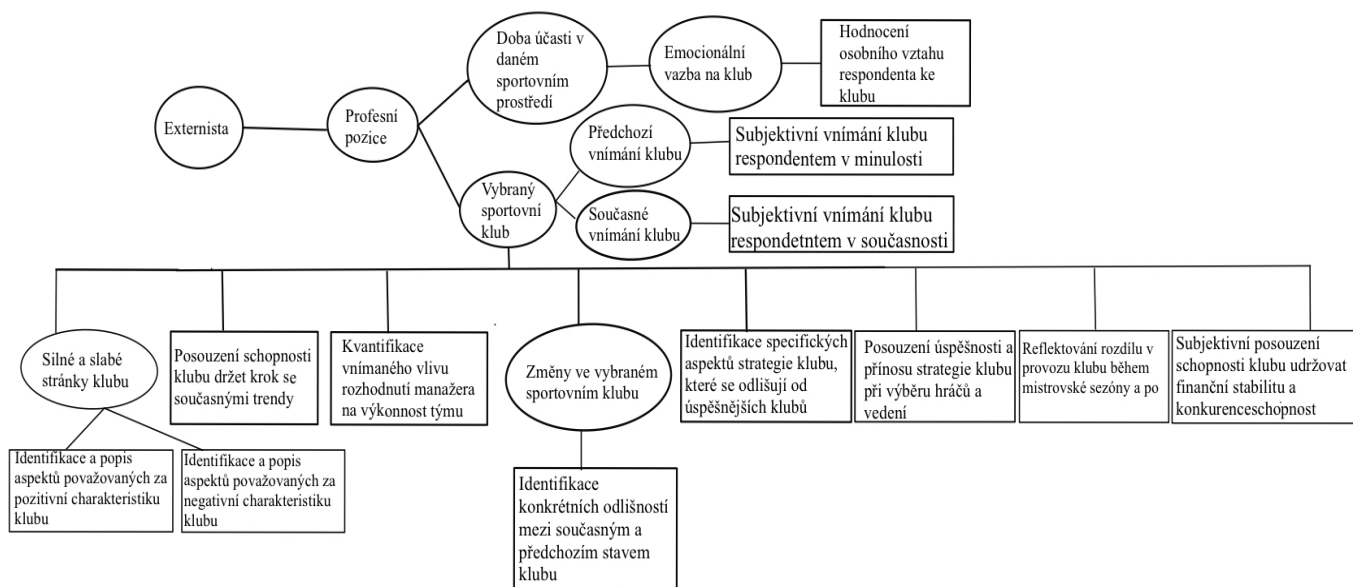 Externista
Profesní
pozice
Doba účasti v
daném
sportovním
prostředí
Emocionální
vazba na klub
Hodnocení
osobního vztahu
respondenta ke
klubu
Vybraný
sportovní
klub
Předchozí
vnímání klubu
Subjektivní vnímání klubu
respondentem v minulosti
Současné
vnímání klubu
Subjektivní vnímání klubu
respondetntem v současnosti
Silné a slabé
stránky klubu
Identifikace a popis
aspektů považovaných za
pozitivní charakteristiku
klubu
Identifikace a popis
aspektů považovaných za
negativní charakteristiku
klubu
Posouzení schopnosti
klubu držet krok se
současnými trendy
Kvantifikace
vnímaného vlivu
rozhodnutí manažera
na výkonnost týmu
Změny ve vybraném
sportovním klubu
Identifikace
konkrétních odlišností
mezi současným a
předchozím stavem
klubu
Identifikace specifických
aspektů strategie klubu,
které se odlišují od
úspěšnějších klubů
Posouzení úspěšnosti a
přínosu strategie klubu
při výběru hráčů a
vedení
Reflektování rozdílu v
provozu klubu během
mistrovské sezóny a po
Subjektivní posouzení
schopnosti klubu udržovat
finanční stabilitu a
konkurenceschopnost